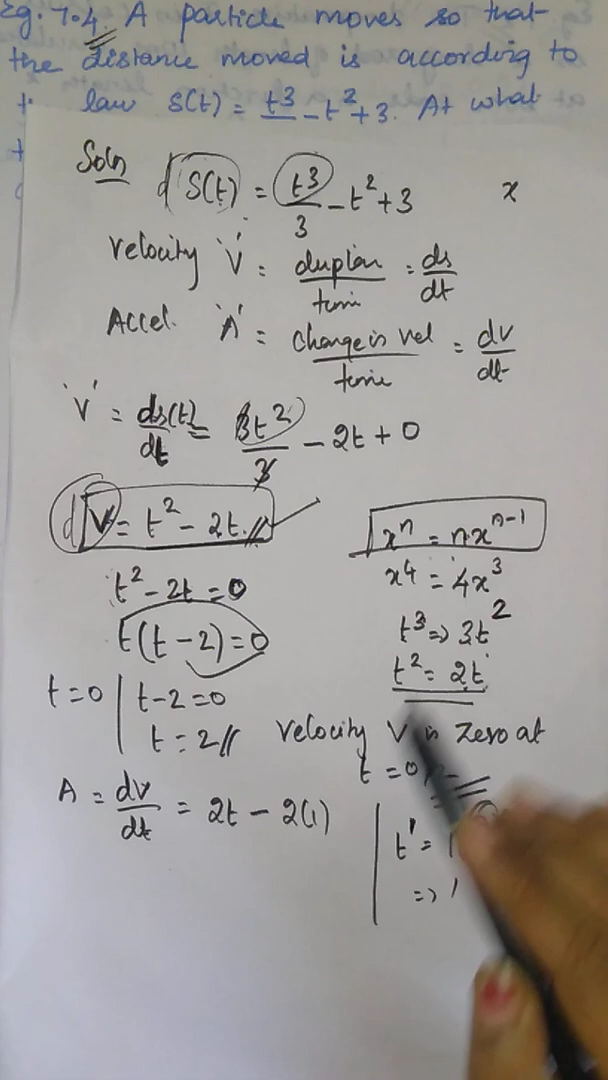 Eg. 7.4. A particle moves so that
the distance moved is according to
t law S(t) = t³/3 - t² + 3. At what
Soln
d S(t) = t³/3 - t² + 3
x
Velocity 'V' = / time = ds/dt
Accel. 'A' = Change in vel / time = dv/dt
'V' = ds(t)/dt = 3t²/3 - 2t + 0
d V = t² - 2t //
xⁿ = nxⁿ⁻¹
t² - 2t = 0
x⁴ = 4x³
t(t - 2) = 0
t³ => 3t²
t² = 2t
t = 0 | t - 2 = 0
t = 2 //
Velocity V is Zero at
t = 0,
A = dv/dt = 2t - 2(1)
t' = 1
=> 1